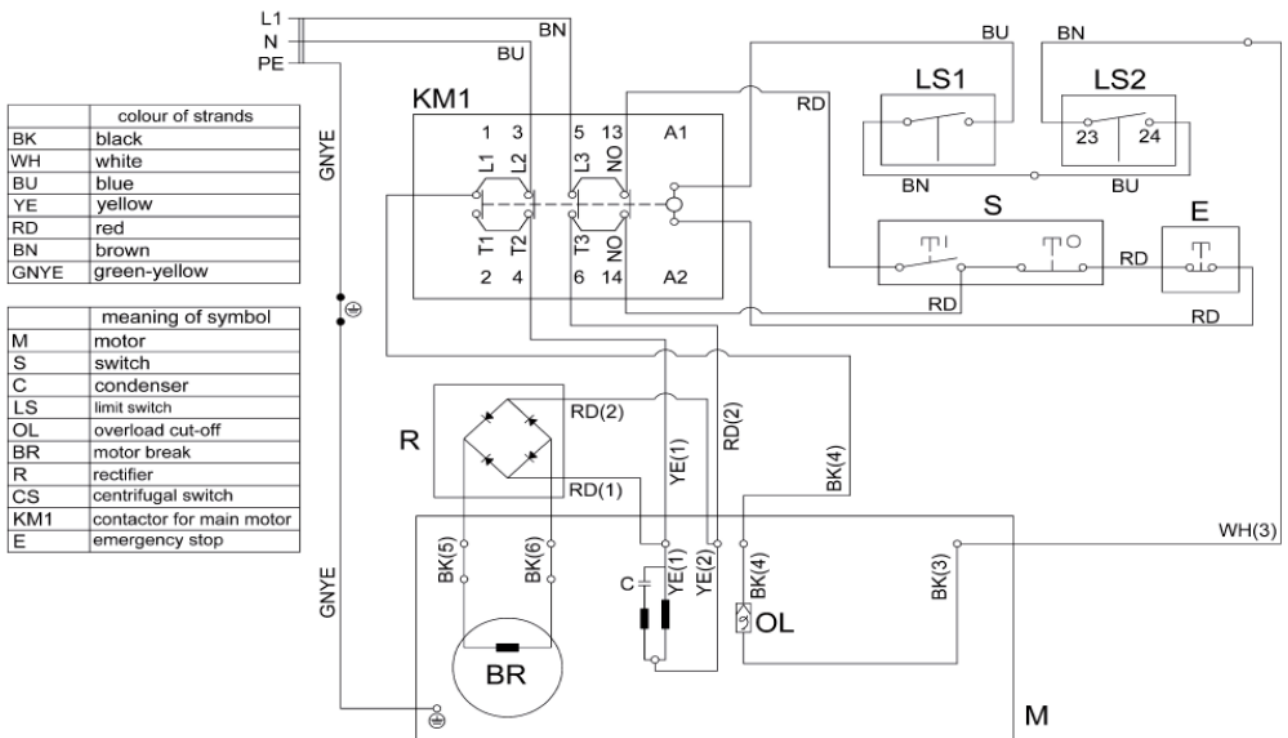 L1
N
PE
BN
BU
GNYE
colour of strands
BK black
WH white
BU blue
YE yellow
RD red
BN brown
GNYE green-yellow
meaning of symbol
M motor
S switch
C condenser
LS limit switch
OL overload cut-off
BR motor break
R rectifier
CS centrifugal switch
KM1 contactor for main motor
E emergency stop
GNYE
KM1
1 3 5 13 A1
L1 L2 L3 NO
T1 T2 T3 NO
2 4 6 14 A2
RD
BU
BN
LS1
LS2
23 24
BN
BU
S
E
I
O
RD
RD
RD
R
RD(2)
RD(1)
YE(1)
RD(2)
BK(4)
WH(3)
BK(5)
BK(6)
C
YE(1)
YE(2)
BK(4)
OL
BK(3)
BR
M